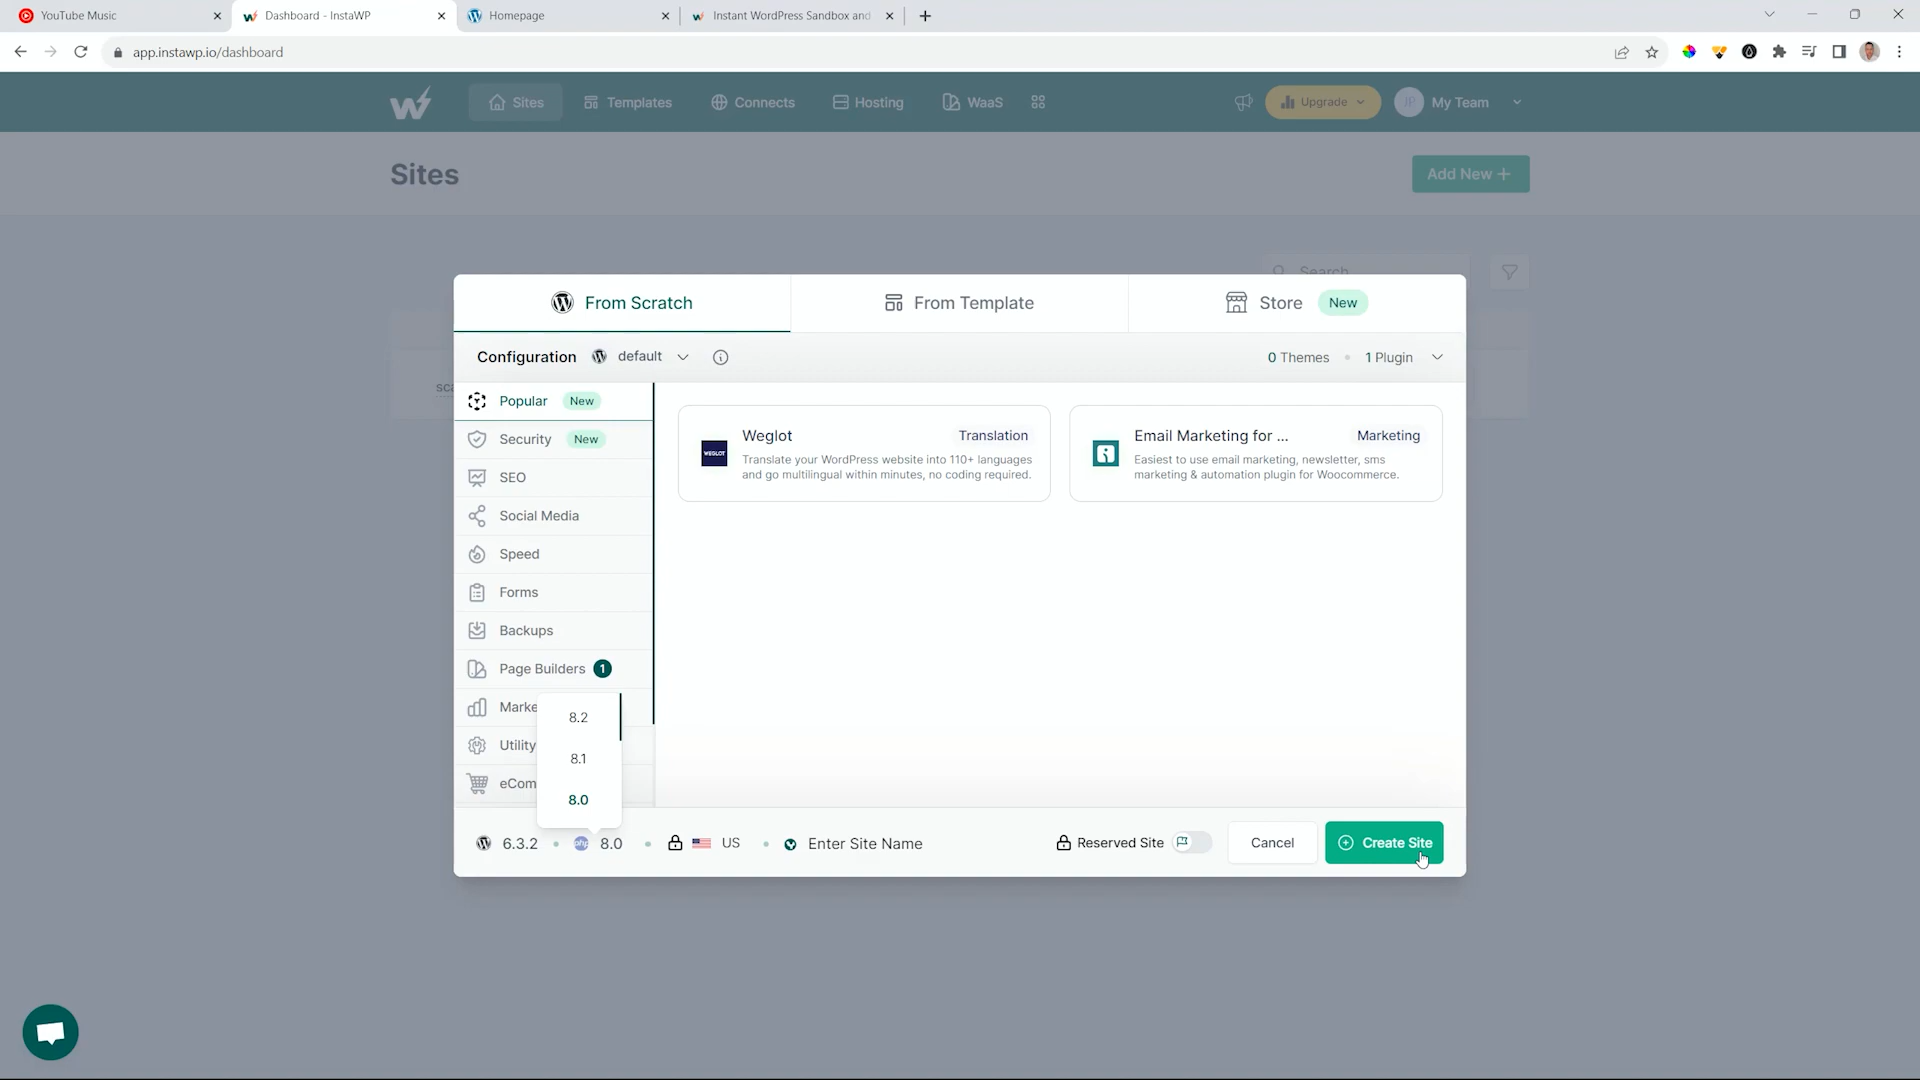 YouTube Music
Dashboard - InstaWP
Homepage
Instant WordPress Sandbox and
app.instawp.io/dashboard
Sites
Templates
Connects
Hosting
WaaS
Upgrade
JP
My Team
Sites
Add New +
Search
From Scratch
From Template
Store New
Configuration default
0 Themes • 1 Plugin
Popular New
Security New
SEO
Social Media
Speed
Forms
Backups
Page Builders 1
Marke
Utility
eCom
Weglot Translation
Translate your WordPress website into 110+ languages
and go multilingual within minutes, no coding required.
WEGLOT
Email Marketing for ... Marketing
Easiest to use email marketing, newsletter, sms
marketing & automation plugin for Woocommerce.
8.2
8.1
8.0
6.3.2 • php 8.0 • US • Enter Site Name
Reserved Site
Cancel
Create Site